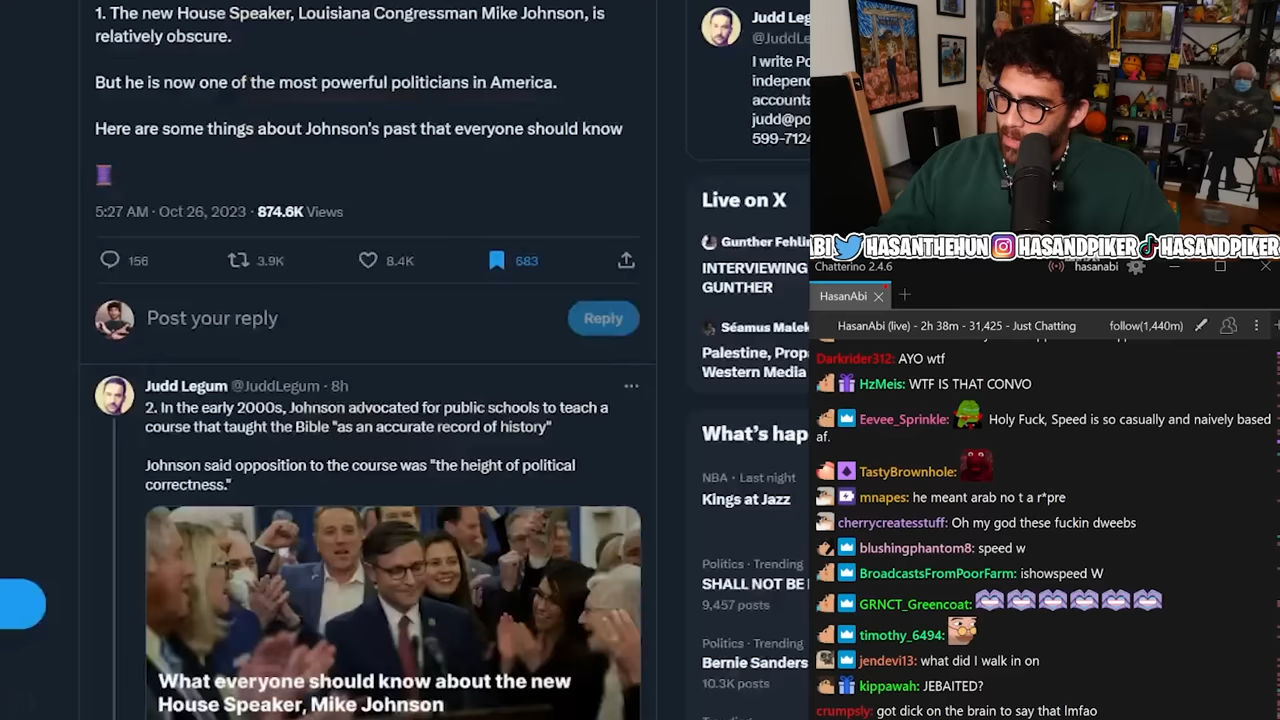 1. The new House Speaker, Louisiana Congressman Mike Johnson, is
relatively obscure.
But he is now one of the most powerful politicians in America.
Here are some things about Johnson's past that everyone should know
5:27 AM · Oct 26, 2023 · 874.6K Views
156
3.9K
8.4K
683
Post your reply
Reply
Judd Legum @JuddLegum · 8h
2. In the early 2000s, Johnson advocated for public schools to teach a
course that taught the Bible "as an accurate record of history"
Johnson said opposition to the course was "the height of political
correctness."
What everyone should know about the new
House Speaker, Mike Johnson
Judd Leg
@JuddLe
I write Po
indepen
accounta
judd@po
599-7124
Live on X
Gunther Fehlin
INTERVIEWING
GUNTHER
Séamus Malek
Palestine, Prop
Western Media
What's hap
NBA · Last night
Kings at Jazz
Politics · Trending
SHALL NOT BE
9,457 posts
Politics · Trending
Bernie Sanders
10.3K posts
ABI HASANTHEHUN HASANDPIKER HASANDPIKER
Chatterino 2.4.6
hasanabi
HasanAbi
HasanAbi (live) - 2h 38m - 31,425 - Just Chatting
follow(1,440m)
Darkrider312: AYO wtf
HzMeis: WTF IS THAT CONVO
Eevee_Sprinkle: Holy Fuck, Speed is so casually and naively based
af.
TastyBrownhole:
mnapes: he meant arab no t a r*pre
cherrycreatesstuff: Oh my god these fuckin dweebs
blushingphantom8: speed w
BroadcastsFromPoorFarm: ishowspeed W
GRNCT_Greencoat:
timothy_6494:
jendevi13: what did I walk in on
kippawah: JEBAITED?
crumpsly: got dick on the brain to say that lmfao